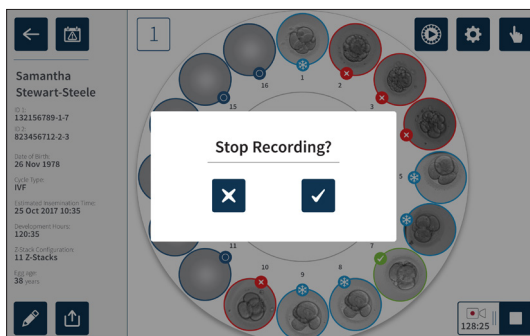 1
Samantha
Stewart-Steele
ID 1:
132156789-1-7
ID 2:
823456712-2-3
Date of Birth:
26 Nov 1978
Cycle Type:
IVF
Estimated Insemination Time:
25 Oct 2017 10:35
Development Hours:
120:35
Z-Stack Configuration:
11 Z-Stacks
Egg age:
38 years
16
1
2
15
3
Stop Recording?
5
11
7
10
9
8
128:25